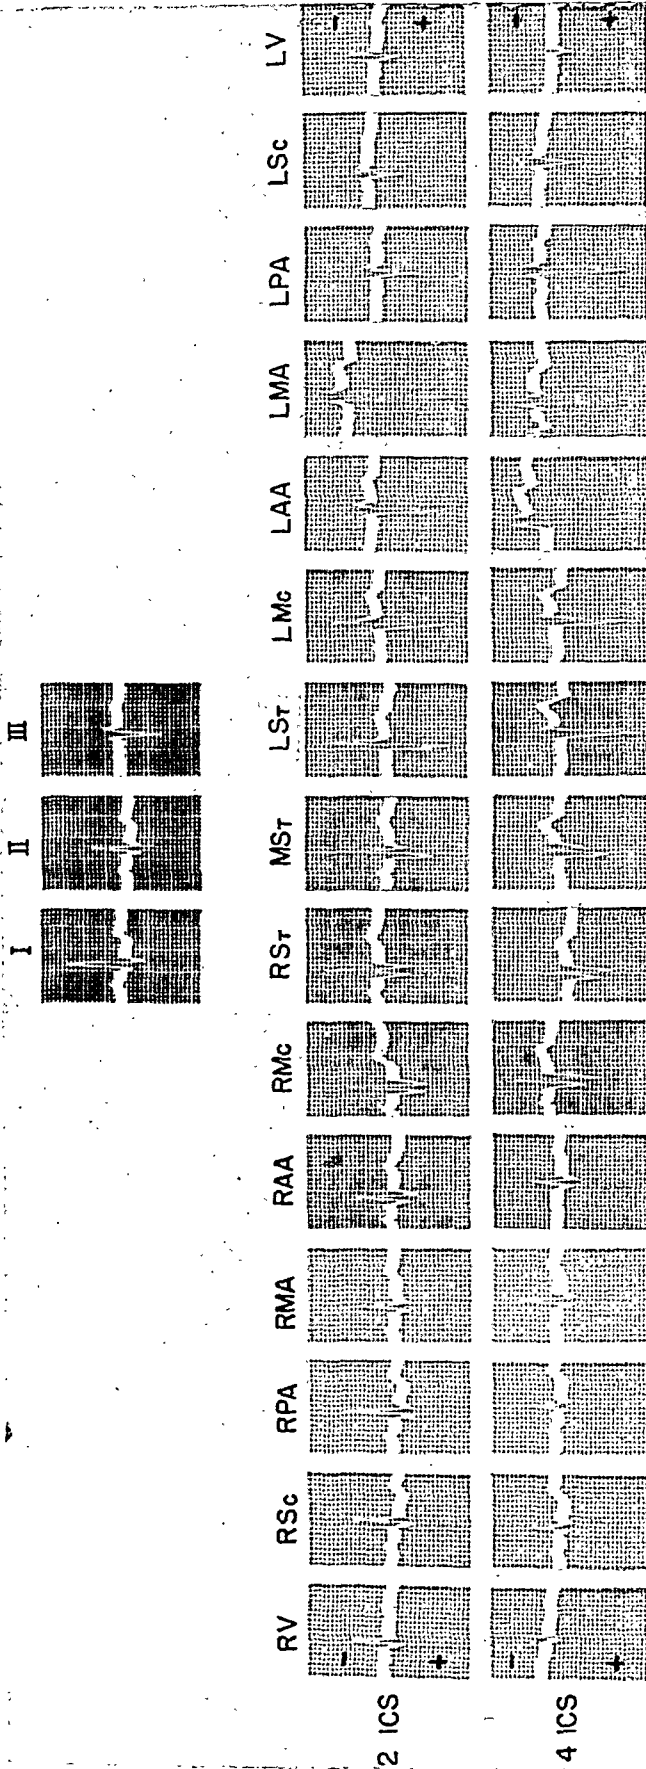 I II III
RV RSc RPA RMA RAA RMc RST MST LST LMc LAA LMA LPA LSc LV
2 ICS
- +
- +
4 ICS
- +
- +